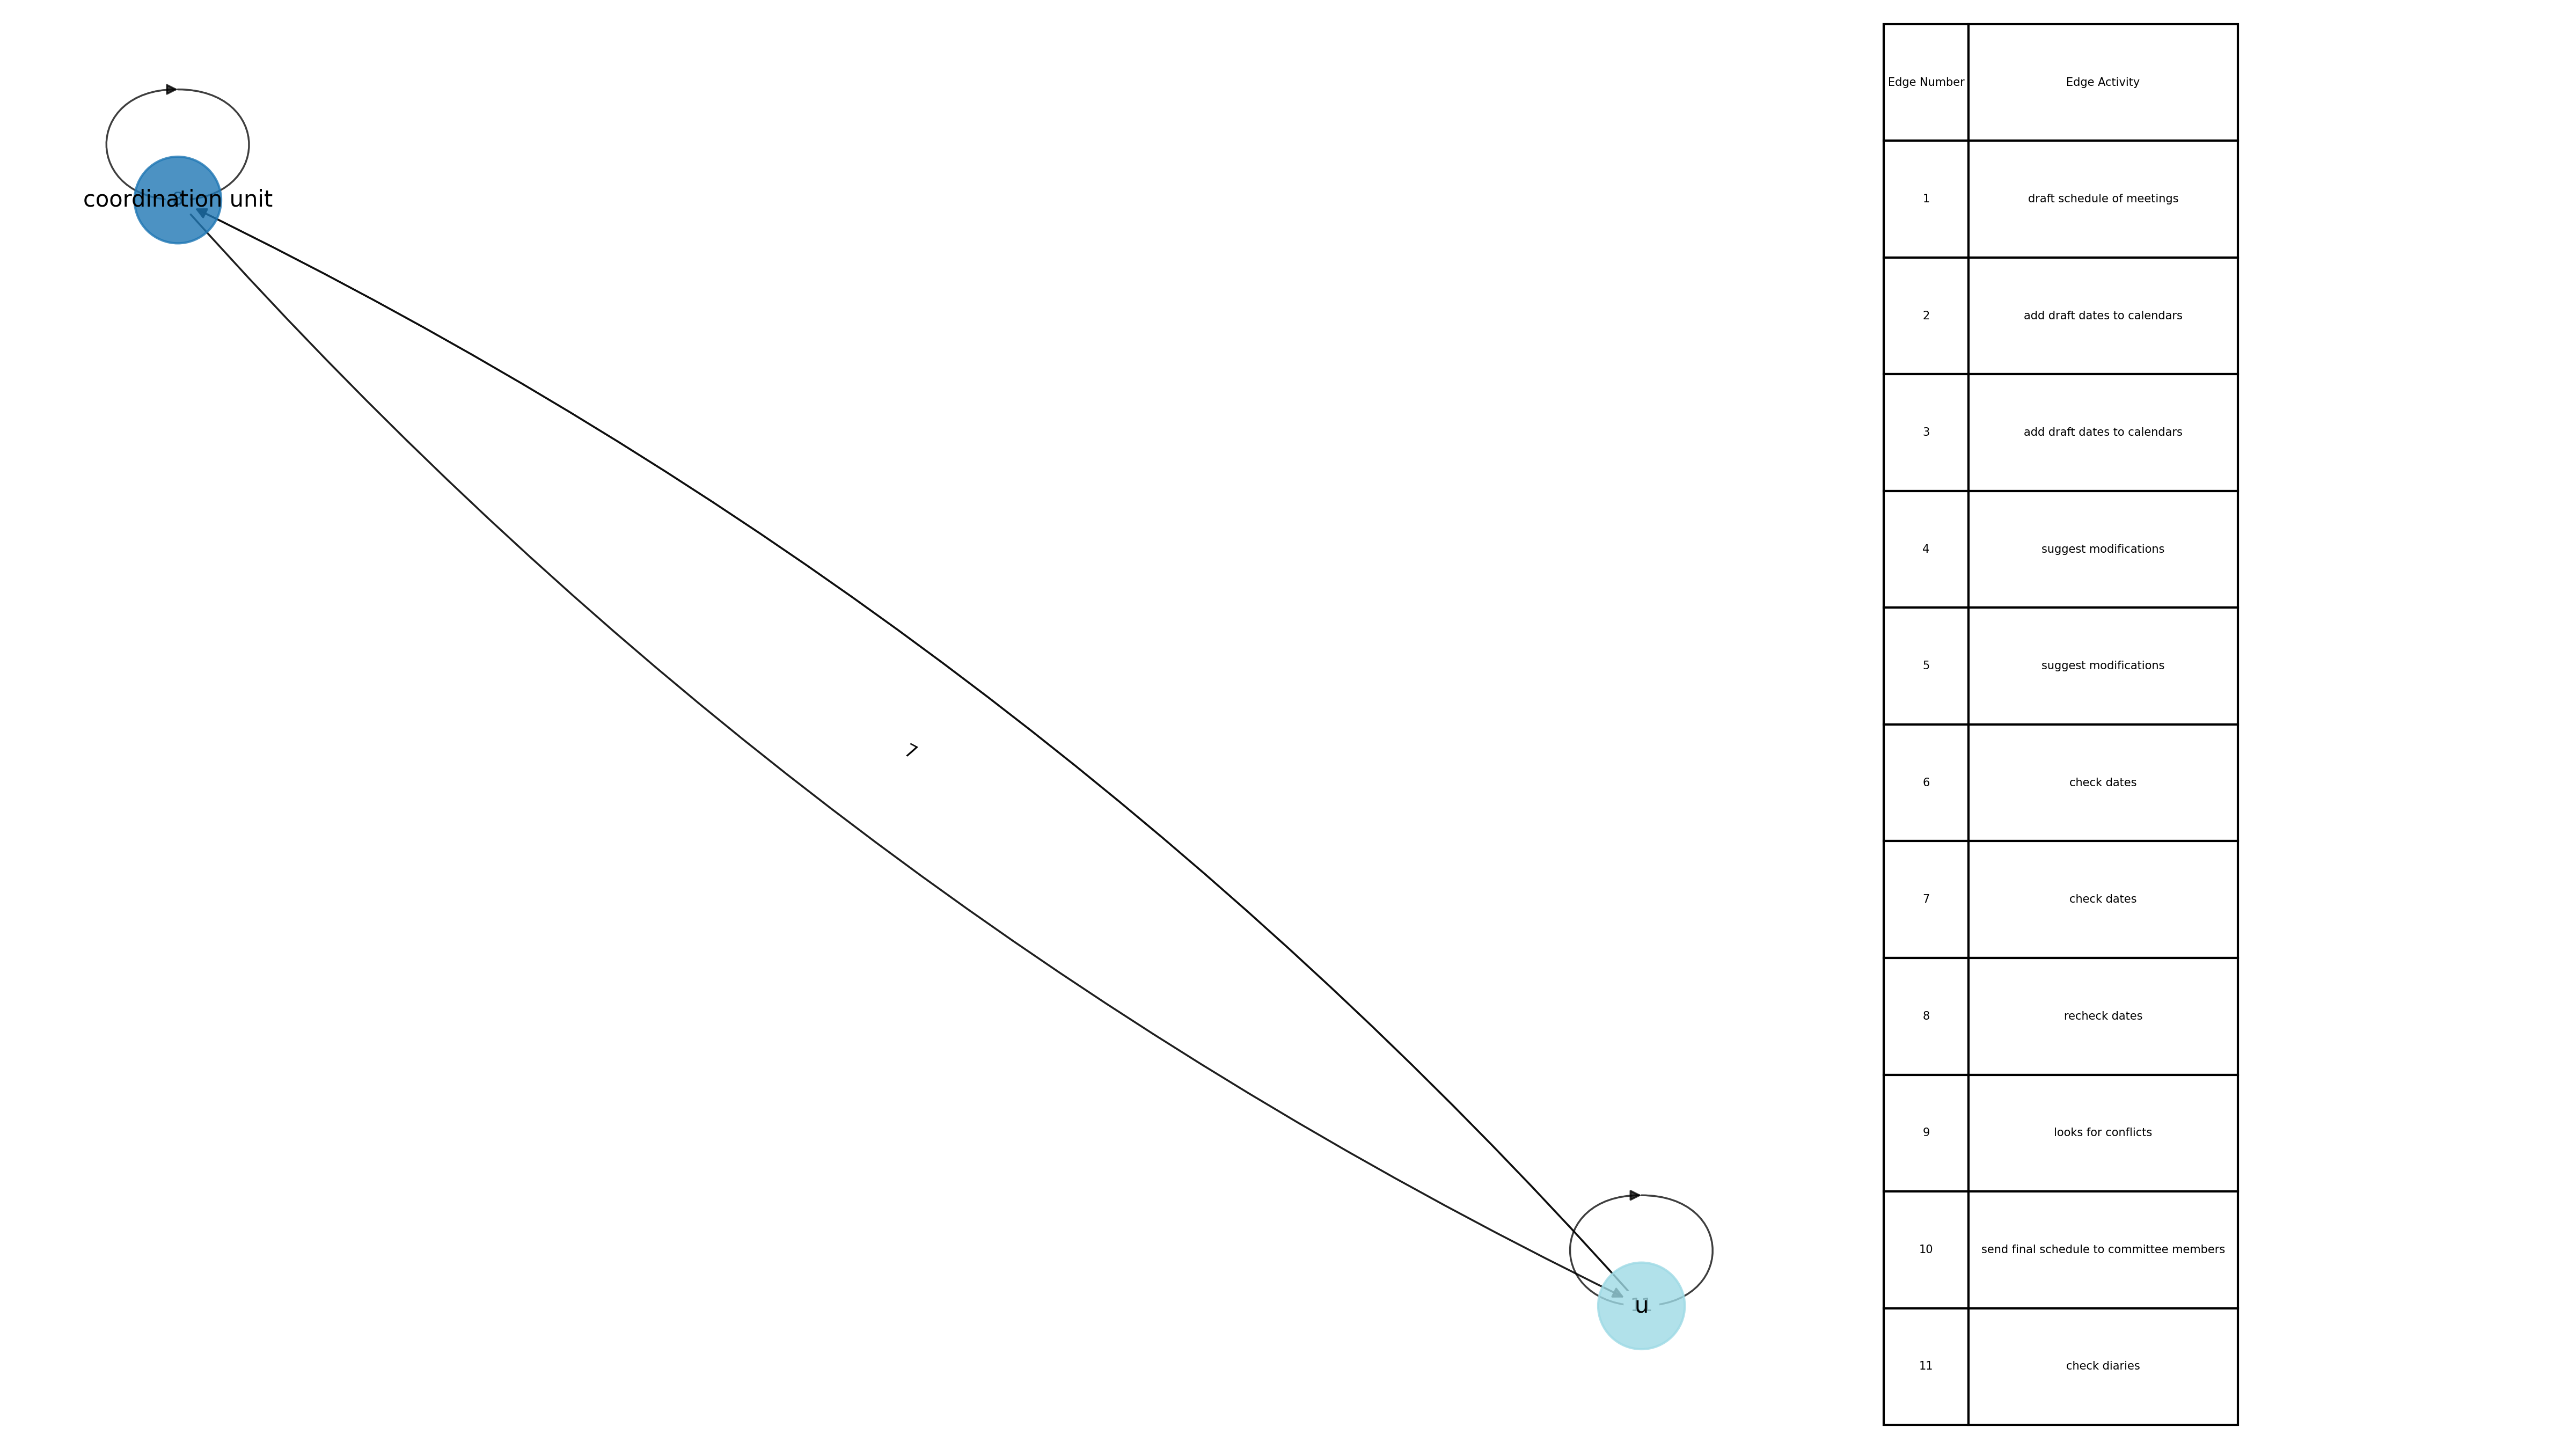 coordination unit
7
u
Edge Number Edge Activity
1 draft schedule of meetings
2 add draft dates to calendars
3 add draft dates to calendars
4 suggest modifications
5 suggest modifications
6 check dates
7 check dates
8 recheck dates
9 looks for conflicts
10 send final schedule to committee members
11 check diaries